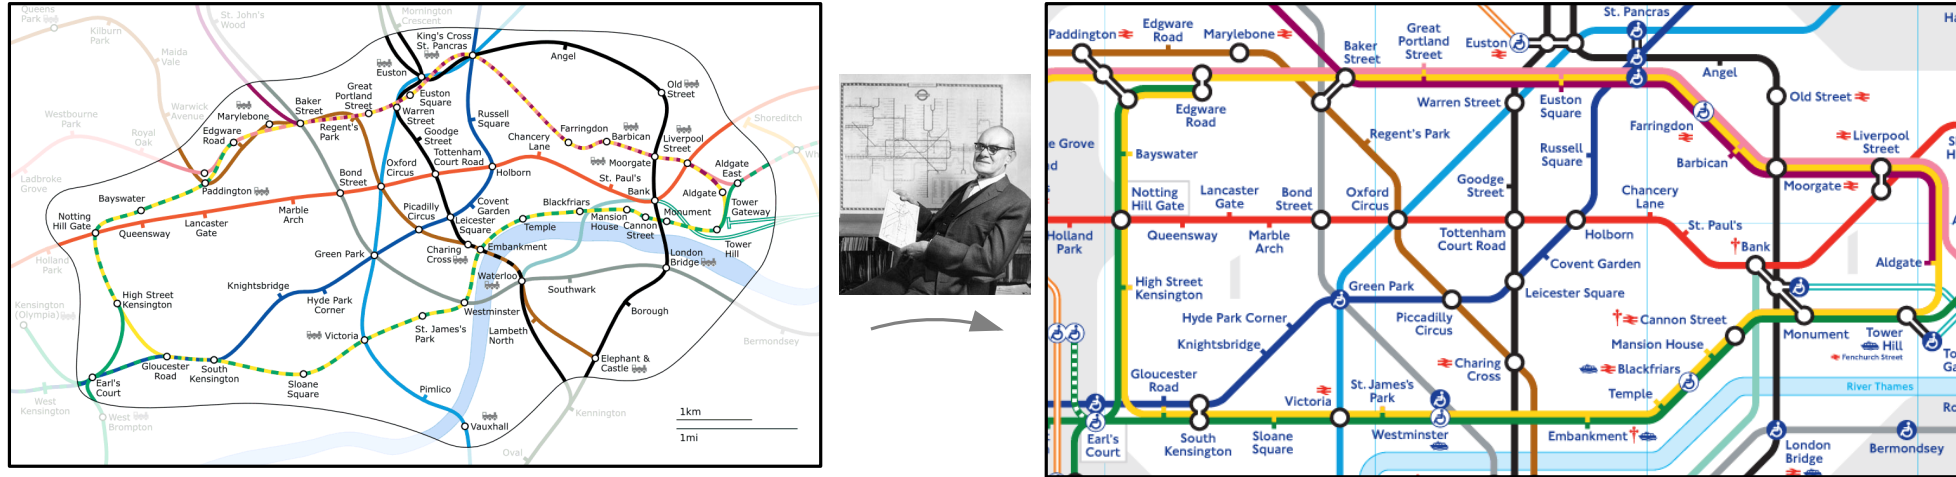 Queens
Park
Kilburn
Park
St. John's
Wood
Mornington
Crescent
Maida
Vale
Warwick
Avenue
Westbourne
Park
Royal
Oak
Ladbroke
Grove
Holland
Park
Kensington
(Olympia)
West
Kensington
West
Brompton
King's Cross
St. Pancras
Angel
Euston
Old
Street
Great
Portland
Street
Euston
Square
Baker
Street
Marylebone
Edgware
Road
Regent's
Park
Warren
Street
Russell
Square
Goodge
Street
Chancery
Lane
Farringdon
Barbican
Liverpool
Street
Shoreditch
Wh
Moorgate
Aldgate
East
Tottenham
Court Road
Holborn
Oxford
Circus
Bond
Street
St. Paul's
Bank
Aldgate
Tower
Gateway
Paddington
Bayswater
Notting
Hill Gate
Queensway
Lancaster
Gate
Marble
Arch
Picadilly
Circus
Covent
Garden
Leicester
Square
Blackfriars
Mansion
House
Cannon
Street
Monument
Temple
Tower
Hill
Charing
Cross
Embankment
Green Park
Waterloo
London
Bridge
Southwark
Knightsbridge
Hyde Park
Corner
High Street
Kensington
Westminster
Borough
St. James's
Park
Lambeth
North
Victoria
Bermondsey
Gloucester
Road
South
Kensington
Sloane
Square
Earl's
Court
Elephant &
Castle
Pimlico
Kennington
Vauxhall
Oval
1km
1mi
Paddington
Edgware
Road
Marylebone
Baker
Street
Great
Portland
Street
Euston
St. Pancras
Ha
Angel
Edgware
Road
Warren Street
Euston
Square
Old Street
Farringdon
Regent's Park
Liverpool
Street
e Grove
nd
Bayswater
Russell
Square
Barbican
Moorgate
Goodge
Street
Notting
Hill Gate
Lancaster
Gate
Bond
Street
Oxford
Circus
Chancery
Lane
Holland
Park
Queensway
Marble
Arch
Tottenham
Court Road
Holborn
St. Paul's
Bank
Covent Garden
Aldgate
High Street
Kensington
Green Park
Leicester Square
Hyde Park Corner
Piccadilly
Circus
Cannon Street
Monument
Tower
Hill
Fenchurch Street
Knightsbridge
Mansion House
Charing
Cross
Blackfriars
Gloucester
Road
St. James's
Park
Victoria
Temple
River Thames
Earl's
Court
South
Kensington
Sloane
Square
Westminster
Embankment
London
Bridge
Bermondsey